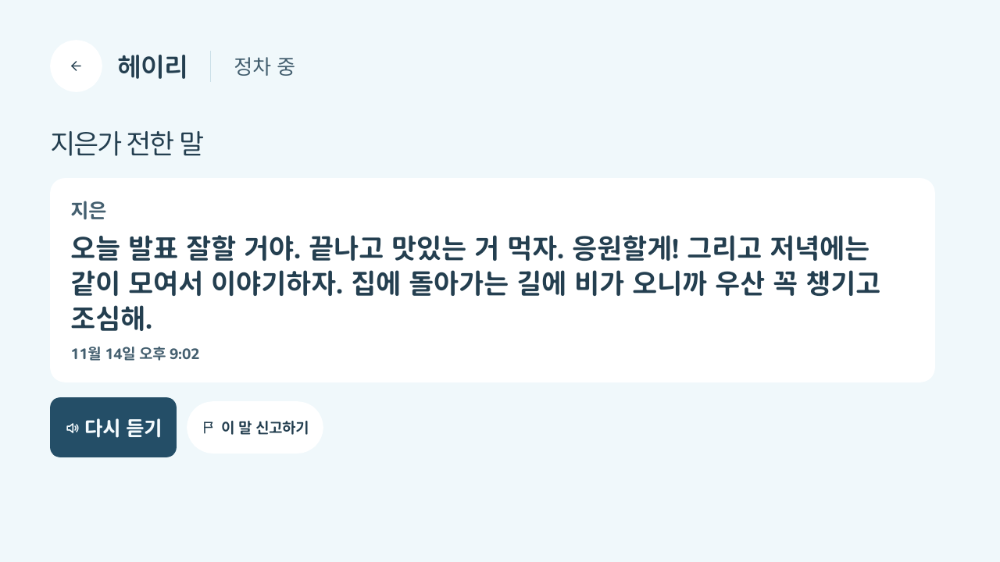 헤이리
정차 중
지은가 전한 말
지은
오늘 발표 잘할 거야. 끝나고 맛있는 거 먹자. 응원할게! 그리고 저녁에는
같이 모여서 이야기하자. 집에 돌아가는 길에 비가 오니까 우산 꼭 챙기고
조심해.
11월 14일 오후 9:02
다시 듣기
이 말 신고하기